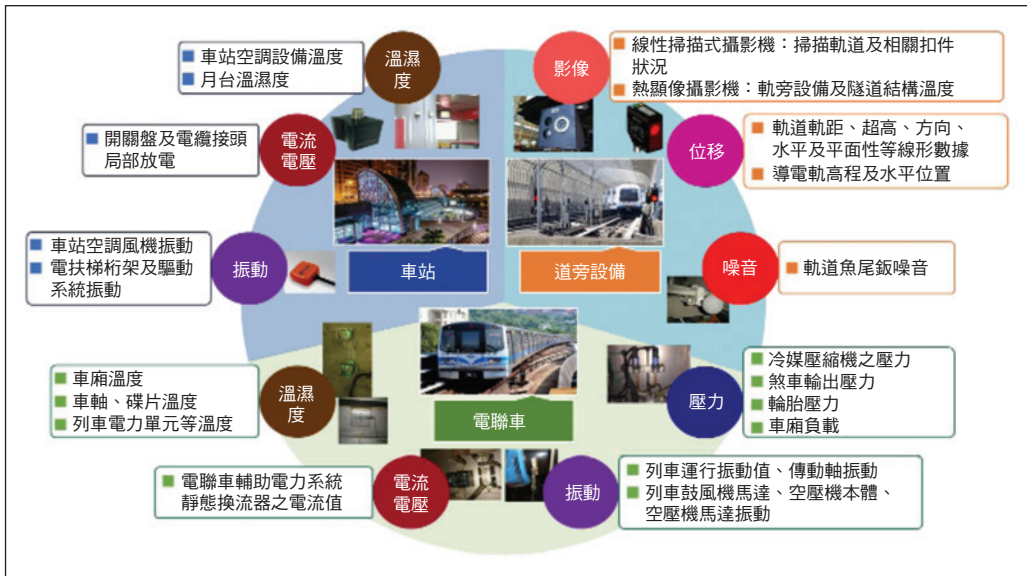 車站空調設備溫度
月台溫濕度
溫濕
度
影像
線性掃描式攝影機：掃描軌道及相關扣件
狀況
熱顯像攝影機：軌旁設備及隧道結構溫度
開關盤及電纜接頭
局部放電
電流
電壓
位移
軌道軌距、超高、方向、
水平及平面性等線形數據
導電軌高程及水平位置
車站空調風機振動
電扶梯桁架及驅動
系統振動
振動
車站
道旁設備
噪音
軌道魚尾鈑噪音
車廂溫度
車軸、碟片溫度
列車電力單元等溫度
溫濕
度
電聯車
壓力
冷媒壓縮機之壓力
煞車輸出壓力
輪胎壓力
車廂負載
電聯車輔助電力系統
靜態換流器之電流值
電流
電壓
振動
列車運行振動值、傳動軸振動
列車鼓風機馬達、空壓機本體、
空壓機馬達振動